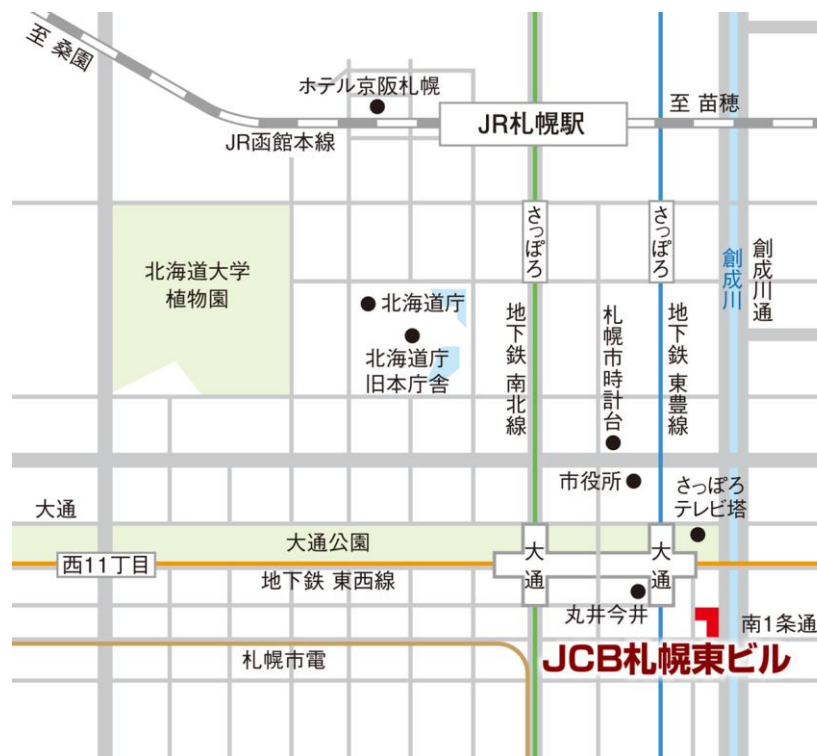 至 桑園
ホテル京阪札幌
JR札幌駅
至 苗穂
JR函館本線
さっぽろ
さっぽろ
北海道大学
植物園
創成川
創成川通
北海道庁
北海道庁
旧本庁舎
地下鉄 南北線
札幌市時計台
地下鉄 東豊線
市役所
さっぽろ
テレビ塔
大通
大通公園
大通
大通
西11丁目
地下鉄 東西線
丸井今井
南1条通
札幌市電
JCB札幌東ビル